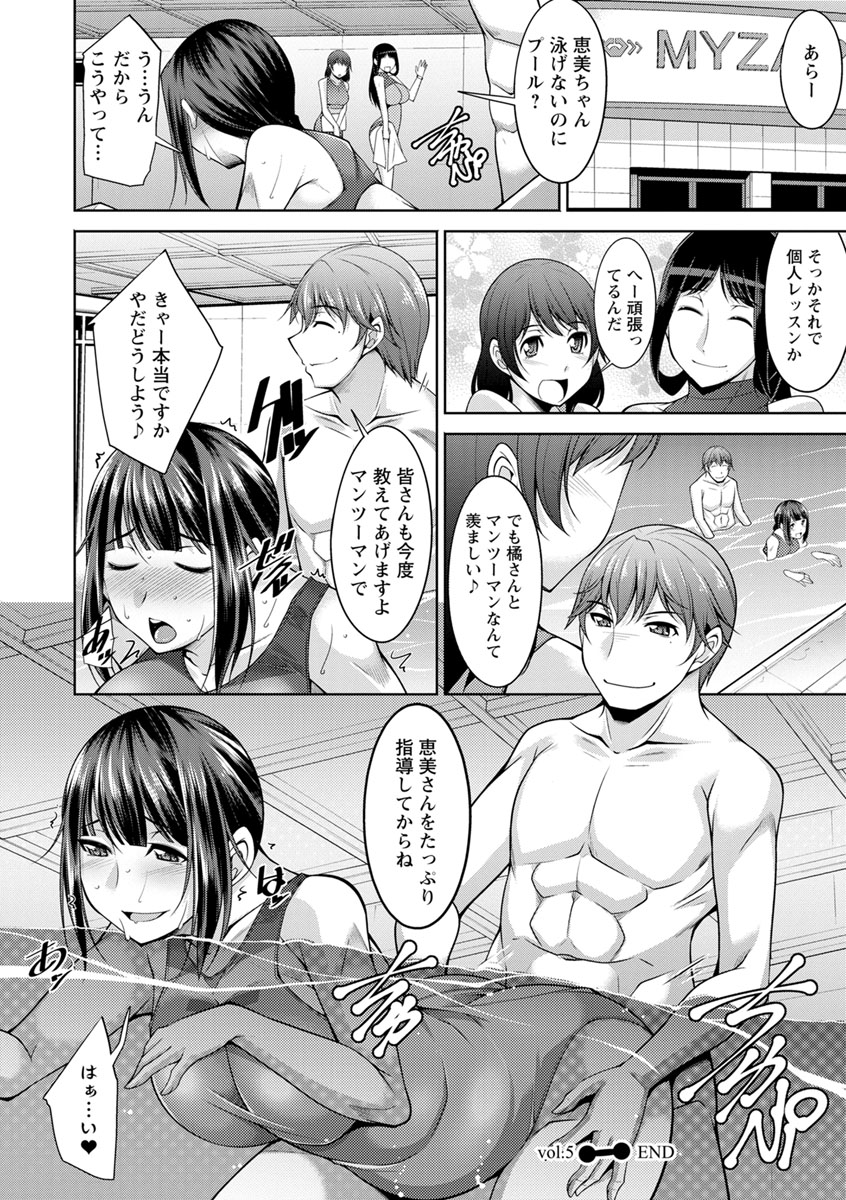 MYZA
あらー
恵美ちゃん
泳げないのに
プール?
う…うん
だから
こうやって…
そっかそれで
個人レッスンか
へー頑張っ
てるんだ
でも橘さんと
マンツーマンなんて
羨ましい♪
皆さんも今度
教えてあげますよ
マンツーマンで
きゃー本当ですか
やだどうしよう♪
恵美さんをたっぷり
指導してからね
は
あっ
はぁ…い♥
vol.5 END